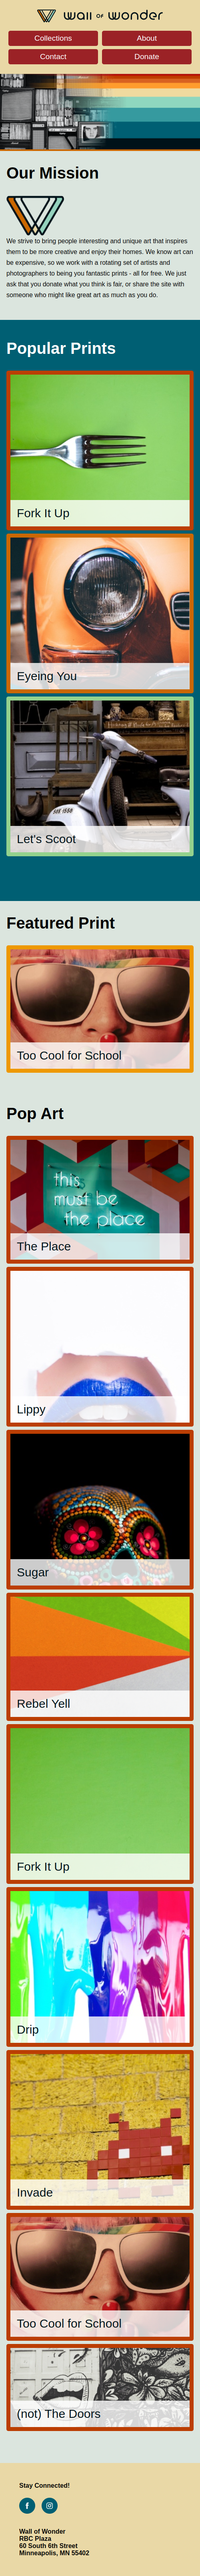 Wall OF Wonder
Collections
About
Contact
Donate
Our Mission
We strive to bring people interesting and unique art that inspires
them to be more creative and enjoy their homes. We know art can
be expensive, so we work with a rotating set of artists and
photographers to being you fantastic prints - all for free. We just
ask that you donate what you think is fair, or share the site with
someone who might like great art as much as you do.
Popular Prints
Fork It Up
Eyeing You
Let's Scoot
Featured Print
Too Cool for School
Pop Art
this
must be
the place
The Place
Lippy
Sugar
Rebel Yell
Fork It Up
Drip
Invade
Too Cool for School
(not) The Doors
Stay Connected!
Wall of Wonder
RBC Plaza
60 South 6th Street
Minneapolis, MN 55402